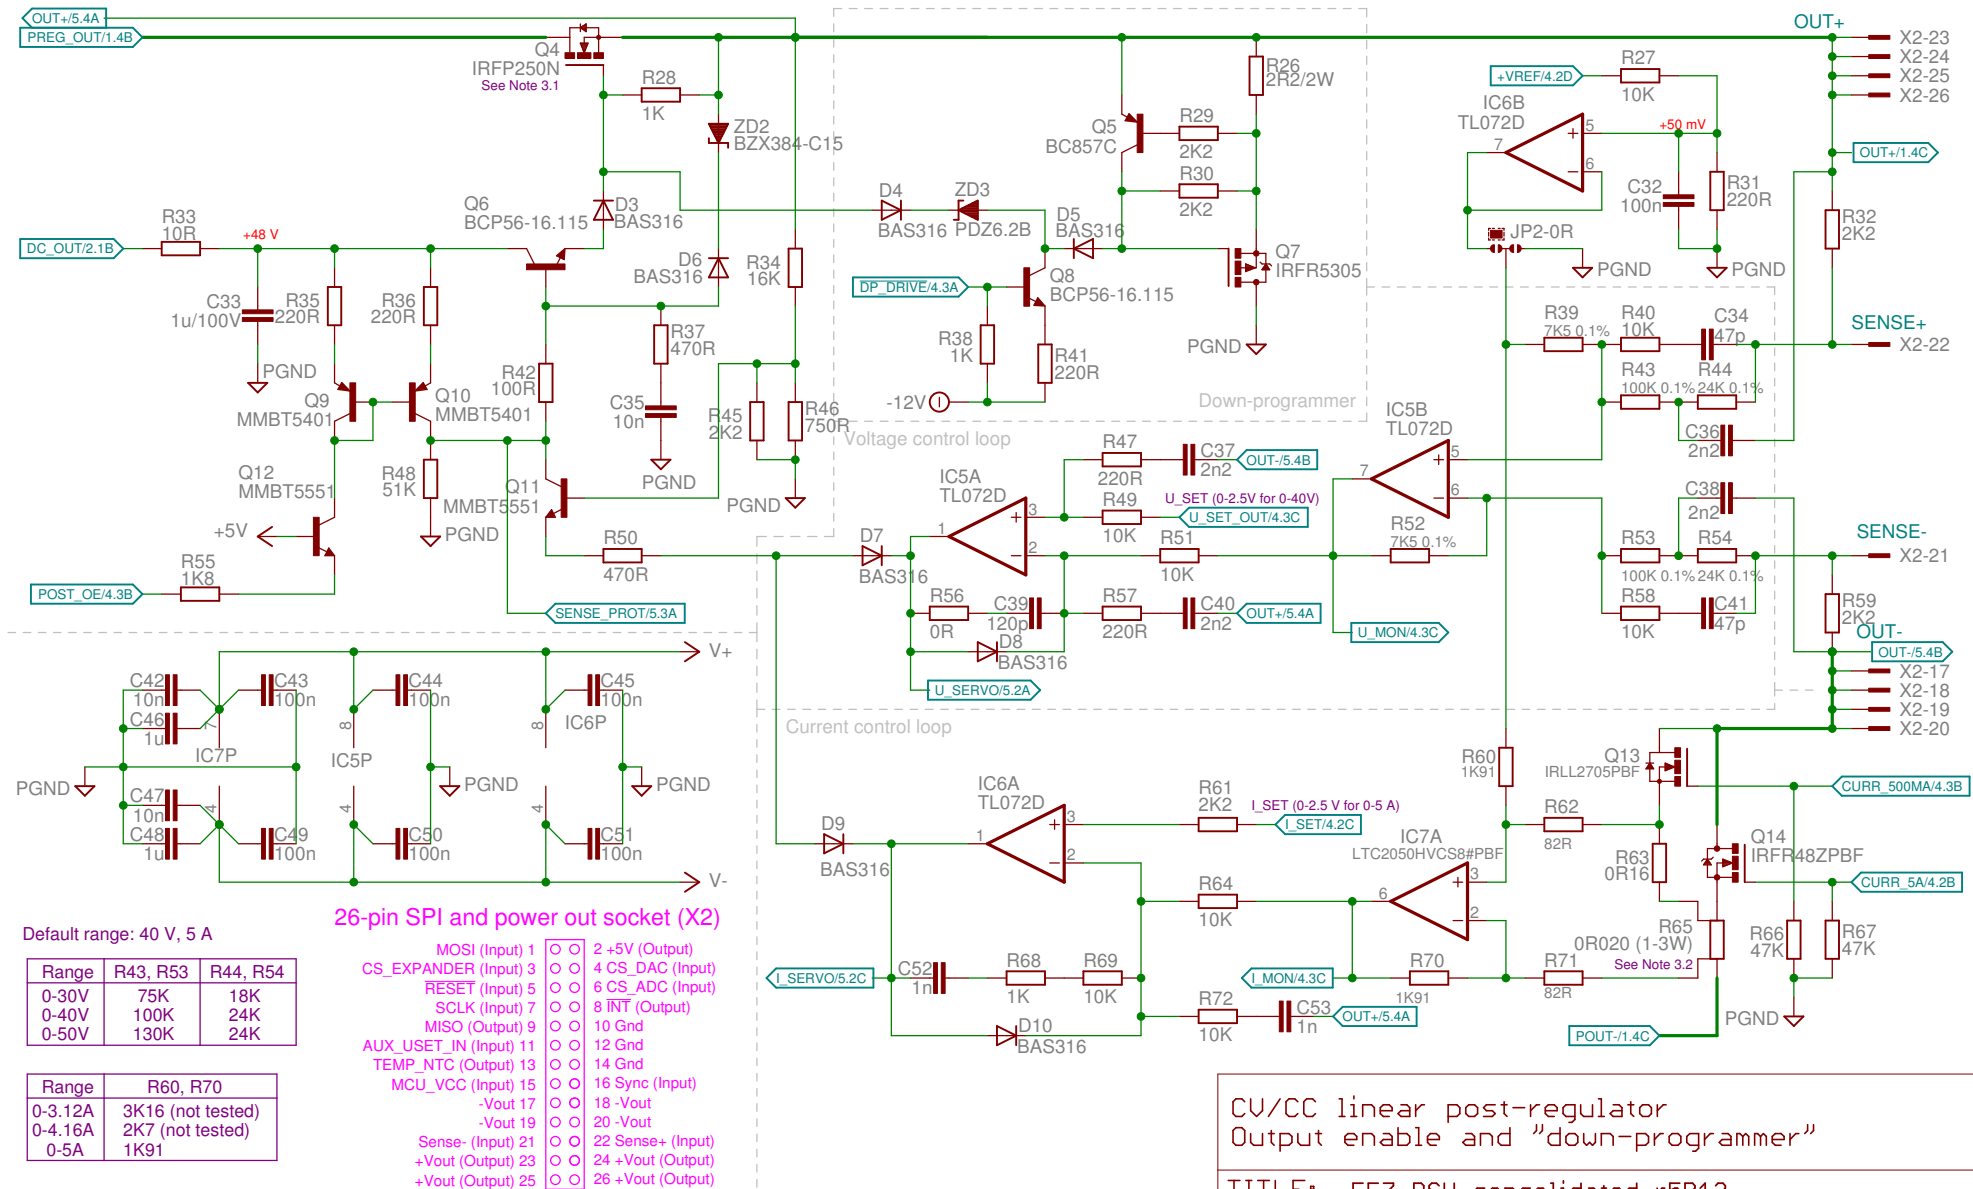 OUT+/5.4A
PREG_OUT/1.4B
Q4
IRFP250N
See Note 3.1
R28
1K
ZD2
BZX384-C15
Q5
BC857C
R29
2K2
R30
2K2
R26
2R2/2W
OUT+
X2-23
X2-24
X2-25
X2-26
+VREF/4.2D
R27
10K
IC6B
TL072D
+50 mV
5
6
7
C32
100n
R31
220R
OUT+/1.4C
R32
2K2
JP2-0R
PGND
PGND
R33
10R
+48 V
DC_OUT/2.1B
Q6
BCP56-16.115
D3
BAS316
D4
BAS316
ZD3
PDZ6.2B
D5
BAS316
Q7
IRFR5305
D6
BAS316
R34
16K
DP_DRIVE/4.3A
Q8
BCP56-16.115
C33
1u/100V
R35
220R
R36
220R
PGND
R37
470R
R38
1K
R41
220R
PGND
-12V
Down-programmer
R39
7K5 0.1%
R40
10K
C34
47p
SENSE+
X2-22
R43
100K 0.1%
R44
24K 0.1%
C36
2n2
Q9
MMBT5401
Q10
MMBT5401
R42
100R
C35
10n
PGND
R45
2K2
R46
750R
PGND
Voltage control loop
IC5B
TL072D
5
6
7
R47
220R
C37
2n2
OUT-/5.4B
U_SET (0-2.5V for 0-40V)
R49
10K
U_SET_OUT/4.3C
IC5A
TL072D
3
2
1
Q12
MMBT5551
R48
51K
Q11
MMBT5551
+5V
PGND
R55
1K8
POST_OE/4.3B
R50
470R
SENSE_PROT/5.3A
D7
BAS316
R51
10K
R52
7K5 0.1%
C38
2n2
R53
100K 0.1%
R54
24K 0.1%
SENSE-
X2-21
R56
0R
C39
120p
R57
220R
C40
2n2
OUT+/5.4A
D8
BAS316
U_SERVO/5.2A
U_MON/4.3C
R58
10K
C41
47p
R59
2K2
OUT-
OUT-/5.4B
X2-17
X2-18
X2-19
X2-20
V+
C42
10n
C43
100n
C44
100n
C45
100n
C46
1u
7
8
8
IC7P
IC5P
IC6P
PGND
PGND
PGND
C47
10n
C48
1u
4
4
4
C49
100n
C50
100n
C51
100n
V-
Current control loop
IC6A
TL072D
3
2
1
R61
2K2
I_SET (0-2.5 V for 0-5 A)
I_SET/4.2C
R60
1K91
Q13
IRLL2705PBF
CURR_500MA/4.3B
R62
82R
IC7A
LTC2050HVCS8#PBF
3
2
6
D9
BAS316
R63
0R16
Q14
IRFR48ZPBF
CURR_5A/4.2B
R64
10K
R65
0R020 (1-3W)
See Note 3.2
R66
47K
R67
47K
I_SERVO/5.2C
C52
1n
R68
1K
R69
10K
I_MON/4.3C
R70
1K91
R71
82R
D10
BAS316
R72
10K
C53
1n
OUT+/5.4A
POUT-/1.4C
PGND
Default range: 40 V, 5 A
Range R43, R53 R44, R54
0-30V 75K 18K
0-40V 100K 24K
0-50V 130K 24K
Range R60, R70
0-3.12A 3K16 (not tested)
0-4.16A 2K7 (not tested)
0-5A 1K91
26-pin SPI and power out socket (X2)
MOSI (Input) 1 2 +5V (Output)
CS_EXPANDER (Input) 3 4 CS_DAC (Input)
RESET (Input) 5 6 CS_ADC (Input)
SCLK (Input) 7 8 INT (Output)
MISO (Output) 9 10 Gnd
AUX_USET_IN (Input) 11 12 Gnd
TEMP_NTC (Output) 13 14 Gnd
MCU_VCC (Input) 15 16 Sync (Input)
-Vout 17 18 -Vout
-Vout 19 20 -Vout
Sense- (Input) 21 22 Sense+ (Input)
+Vout (Output) 23 24 +Vout (Output)
+Vout (Output) 25 26 +Vout (Output)
CV/CC linear post-regulator
Output enable and "down-programmer"